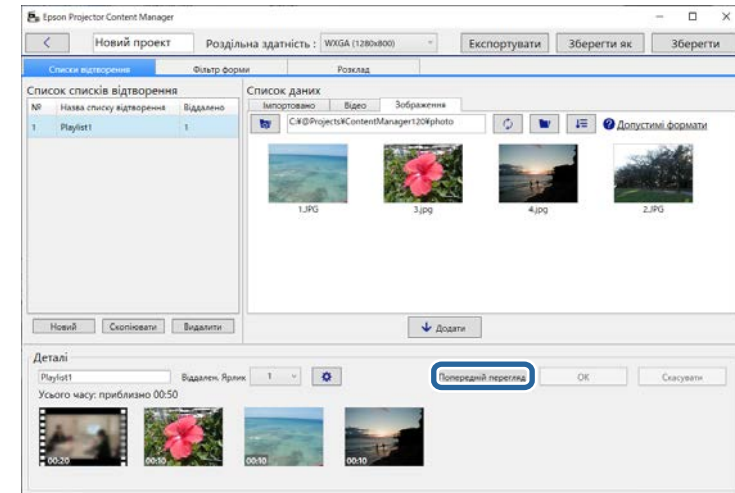 Epson Projector Content Manager
Новий проект Роздільна здатність : WXGA (1280x800) Експортувати Зберегти як Зберегти
Списки відтворення Фільтр форми Розклад
Список списків відтворення Список даних
№ Назва списку відтворення Віддалено Імпортовано Відео Зображення
1 Playlist1 1 C:¥@Projects¥ContentManager120¥photo Допустимі формати
1.JPG 3.jpg 4.jpg 2.JPG
Новий Скопіювати Видалити Додати
Деталі
Playlist1 Віддален. Ярлик 1 Попередній перегляд OK Скасувати
Усього часу: приблизно 00:50
00:20 00:10 00:10 00:10